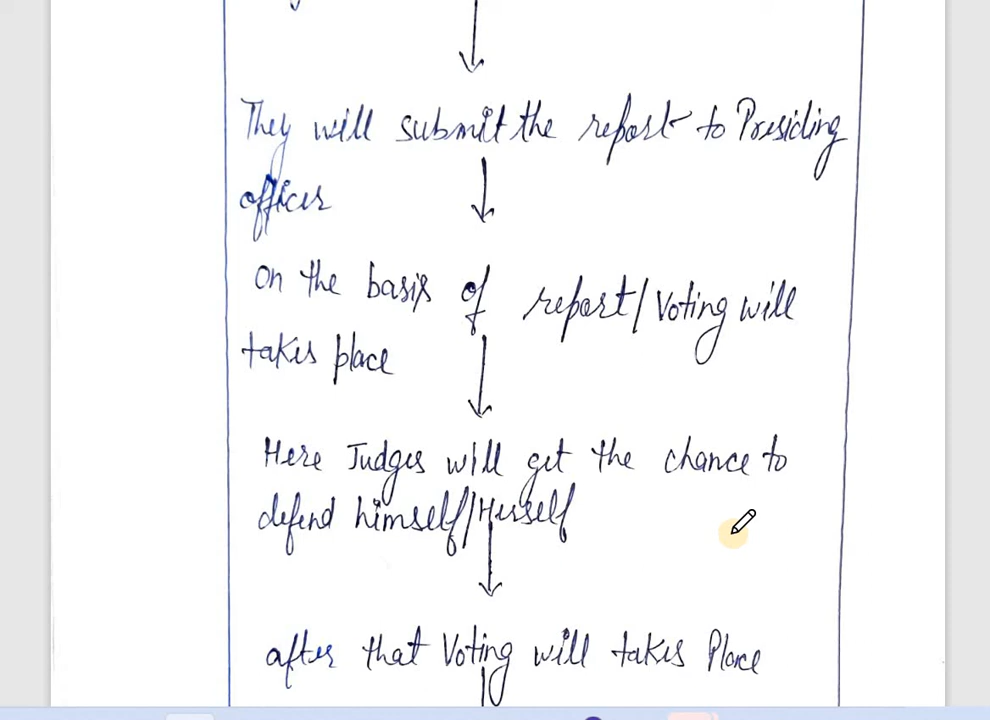 They will submit the report to Presiding
officer
on the basis of report/Voting will
takes place
Here Judges will get the chance to
defend himself/Herself
after that Voting will takes Place